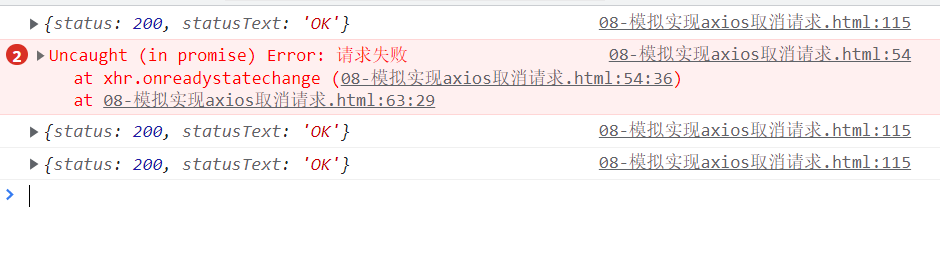 {status: 200, statusText: 'OK'} 08-模拟实现axios取消请求.html:115
2 Uncaught (in promise) Error: 请求失败 08-模拟实现axios取消请求.html:54
at xhr.onreadystatechange (08-模拟实现axios取消请求.html:54:36)
at 08-模拟实现axios取消请求.html:63:29
{status: 200, statusText: 'OK'} 08-模拟实现axios取消请求.html:115
{status: 200, statusText: 'OK'} 08-模拟实现axios取消请求.html:115